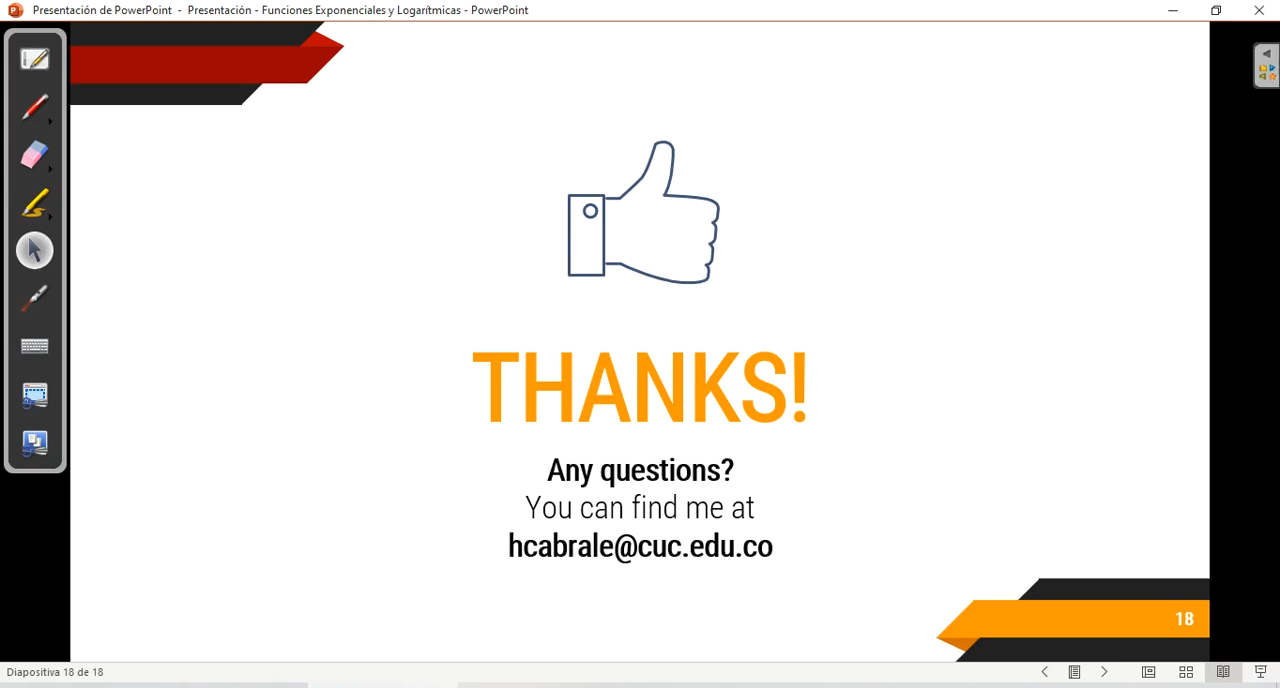 Presentación de PowerPoint - Presentación - Funciones Exponenciales y Logarítmicas - PowerPoint
THANKS!
Any questions?
You can find me at
hcabrale@cuc.edu.co
18
Diapositiva 18 de 18